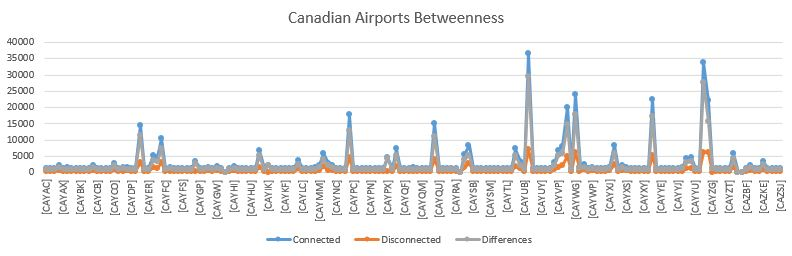 Canadian Airports Betweenness
40000
35000
30000
25000
20000
15000
10000
5000
0
[CAYAC]
[CAYAX]
[CAYBK]
[CAYCB]
[CAYCO]
[CAYDP]
[CAYER]
[CAYFC]
[CAYFS]
[CAYGP]
[CAYGW]
[CAYHI]
[CAYHU]
[CAYIK]
[CAYKF]
[CAYLC]
[CAYMM]
[CAYNC]
[CAYPC]
[CAYPN]
[CAYPX]
[CAYQF]
[CAYQM]
[CAYQU]
[CAYRA]
[CAYSB]
[CAYSM]
[CAYTL]
[CAYUB]
[CAYUY]
[CAYVP]
[CAYWG]
[CAYWP]
[CAYXJ]
[CAYXS]
[CAYXY]
[CAYYE]
[CAYYJ]
[CAYYU]
[CAYZG]
[CAYZT]
[CAZBF]
[CAZKE]
[CAZSJ]
Connected Disconnected Differences